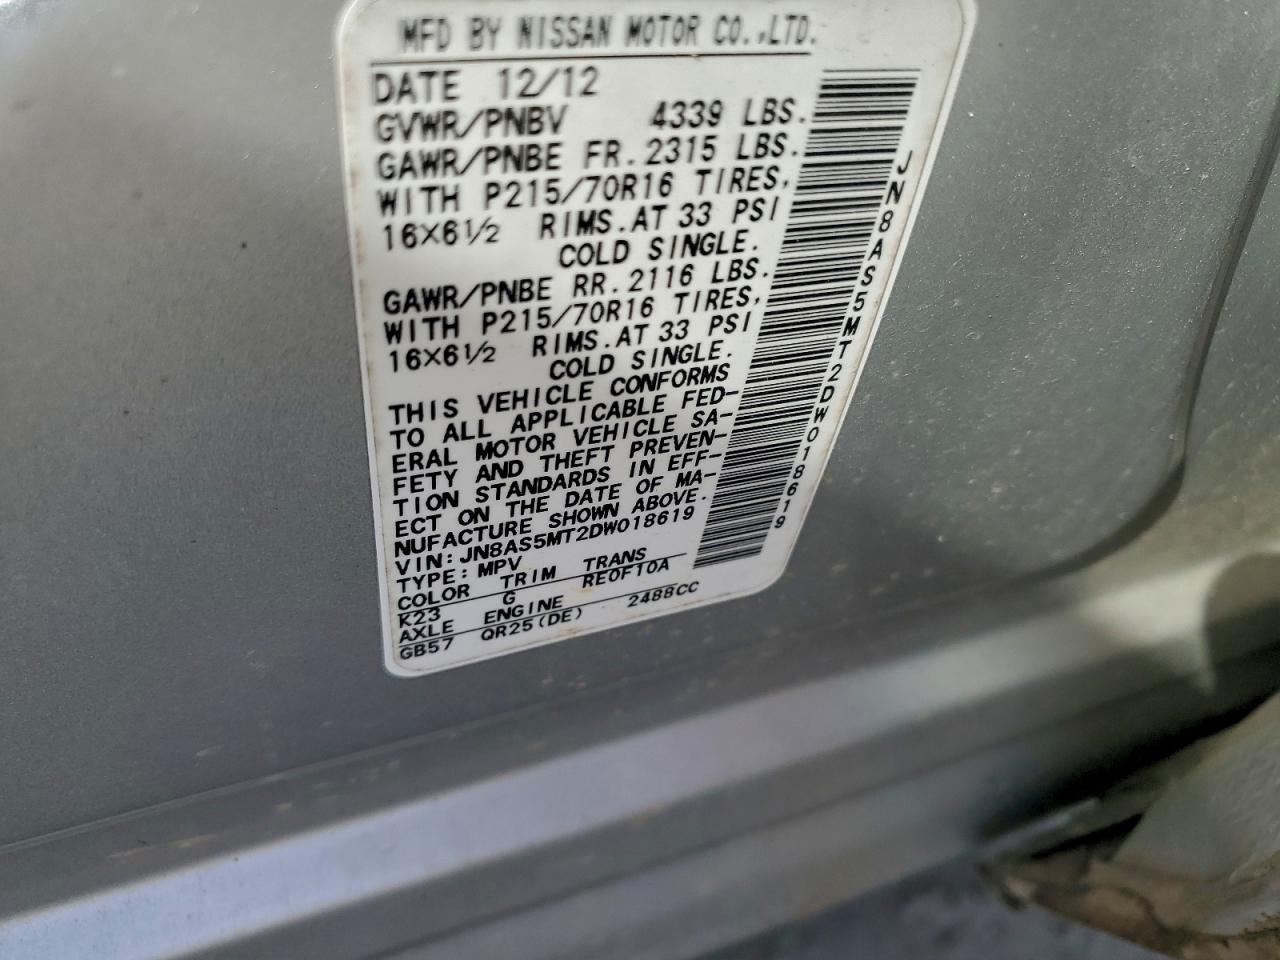 MFD BY NISSAN MOTOR CO.,LTD.
DATE 12/12
GVWR/PNBV 4339 LBS.
GAWR/PNBE FR.2315 LBS.
WITH P215/70R16 TIRES,
16X6½ RIMS.AT 33 PSI
COLD SINGLE.
GAWR/PNBE RR.2116 LBS.
WITH P215/70R16 TIRES,
16X6½ RIMS.AT 33 PSI
COLD SINGLE.
THIS VEHICLE CONFORMS
TO ALL APPLICABLE FED-
ERAL MOTOR VEHICLE SA-
FETY AND THEFT PREVEN-
TION STANDARDS IN EFF-
ECT ON THE DATE OF MA-
NUFACTURE SHOWN ABOVE.
VIN:JN8AS5MT2DW018619
TYPE:MPV
COLOR TRIM TRANS
K23 G RE0F10A
AXLE ENGINE
GB57 QR25(DE) 2488CC
JN8AS5MT2DW018619